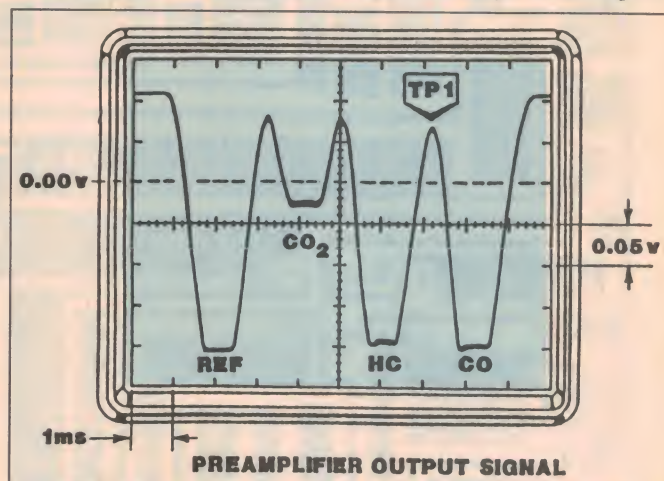 TP1
0.00v
CO2
0.05v
REF
HC
CO
1ms
PREAMPLIFIER OUTPUT SIGNAL